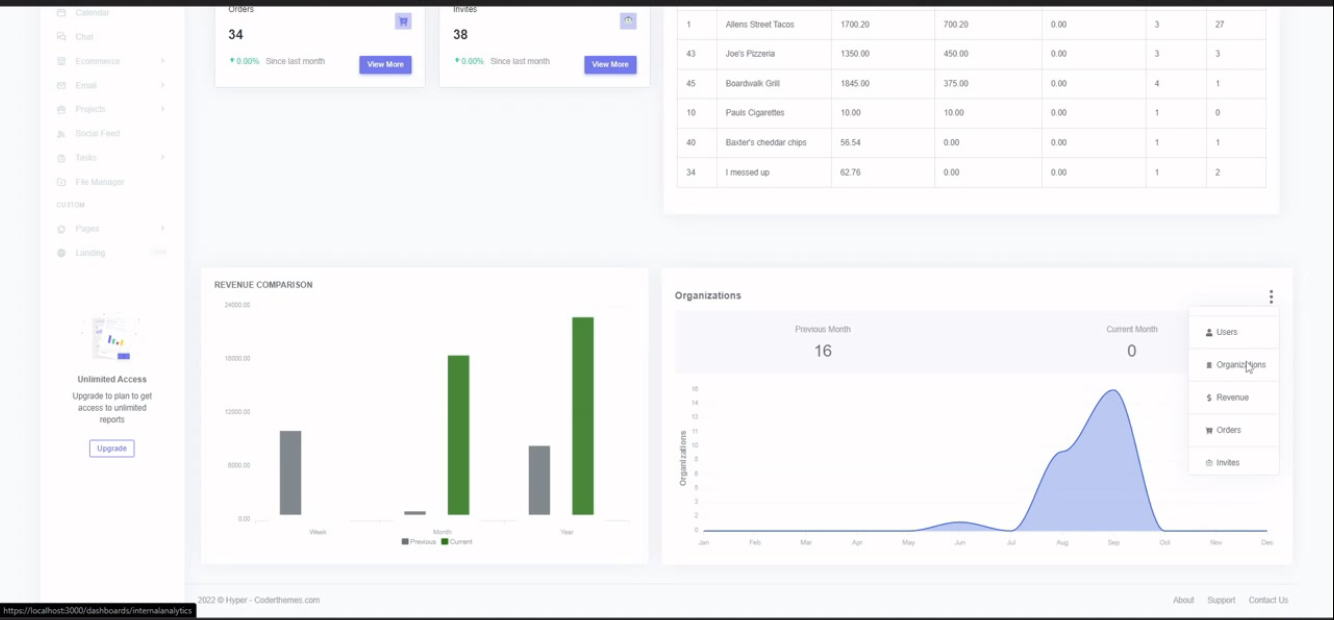 Calendar
Chat
Ecommerce
Email
Projects
Social Feed
Tasks
File Manager
CUSTOM
Pages
Landing
Unlimited Access
Upgrade to plan to get
access to unlimited
reports
Upgrade
Orders
34
0.00% Since last month
View More
Invites
38
0.00% Since last month
View More
1 Allens Street Tacos 1700.20 700.20 0.00 3 27
43 Joe's Pizzeria 1350.00 450.00 0.00 3 3
45 Boardwalk Grill 1845.00 375.00 0.00 4 1
10 Pauls Cigarettes 10.00 10.00 0.00 1 0
40 Baxter's cheddar chips 56.54 0.00 0.00 1 1
34 I messed up 62.76 0.00 0.00 1 2
REVENUE COMPARISON
24000.00
18000.00
12000.00
6000.00
0.00
Week Month Year
Previous Current
Organizations
Previous Month
16
Current Month
0
Users
Organizations
Revenue
Orders
Invites
Organizations
16
14
13
11
10
8
6
5
3
2
0
Jan Feb Mar Apr May Jun Jul Aug Sep Oct Nov Dec
2022 © Hyper - Coderthemes.com
About Support Contact Us
https://localhost:3000/dashboards/internalanalytics